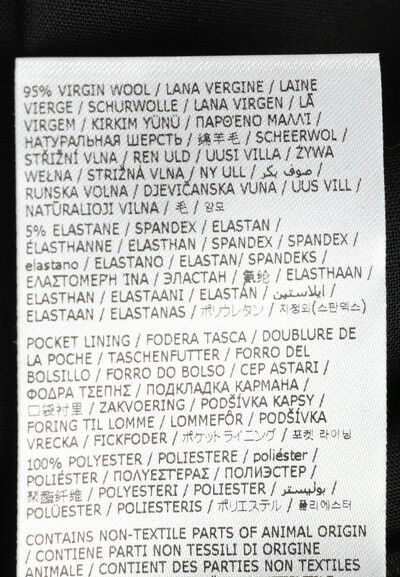 95% VIRGIN WOOL / LANA VERGINE / LAINE
VIERGE / SCHURWOLLE / LANA VIRGEN / LÃ
VIRGEM / KIRKIM YÜNÜ / ΠΑΡΘΕΝΟ ΜΑΛΛΙ /
НАТУРАЛЬНАЯ ШЕРСТЬ / 绵羊毛 / SCHEERWOL /
STŘIŽNÍ VLNA / REN ULD / UUSI VILLA / ŻYWA
WEŁNA / STRIŽNÁ VLNA / NY ULL / صوف بكر /
RUNSKA VOLNA / DJEVIČANSKA VUNA / UUS VILL /
NATŪRALIOJI VILNA / 毛 / 양모
5% ELASTANE / SPANDEX / ELASTAN /
ÉLASTHANNE / ELASTHAN / SPANDEX / SPANDEX /
elastano / ELASTANO / ELASTAN/ SPANDEKS /
ΕΛΑΣΤΟΜΕΡΉ ΊΝΑ / ЭЛАСТАН / 氨纶 / ELASTHAAN /
ELASTHAN / ELASTAANI / ELASTÁN / ايلاستين /
ELASTAAN / ELASTANAS / ポリウレタン / 지정외(스판덱스)
POCKET LINING / FODERA TASCA / DOUBLURE DE
LA POCHE / TASCHENFUTTER / FORRO DEL
BOLSILLO / FORRO DO BOLSO / CEP ASTARI /
ΦΟΔΡΑ ΤΣΕΠΗΣ / ПОДКЛАДКА КАРМАНА /
口袋衬里 / ZAKVOERING / PODŠÍVKA KAPSY /
FORING TIL LOMME / LOMMEFÔR / PODŠÍVKA
VRECKA / FICKFODER / ポケットライニング / 포켓 라이닝
100% POLYESTER / POLIESTERE / poliéster /
POLIÉSTER / ΠΟΛΥΕΣΤΕΡΑΣ / ПОЛИЭСТЕР /
聚酯纤维 / POLYESTERI / POLIESTER / بوليستر /
POLÜESTER / POLIESTERIS / ポリエステル / 폴리에스터
CONTAINS NON-TEXTILE PARTS OF ANIMAL ORIGIN
/ CONTIENE PARTI NON TESSILI DI ORIGINE
ANIMALE / CONTIENT DES PARTIES NON TEXTILES